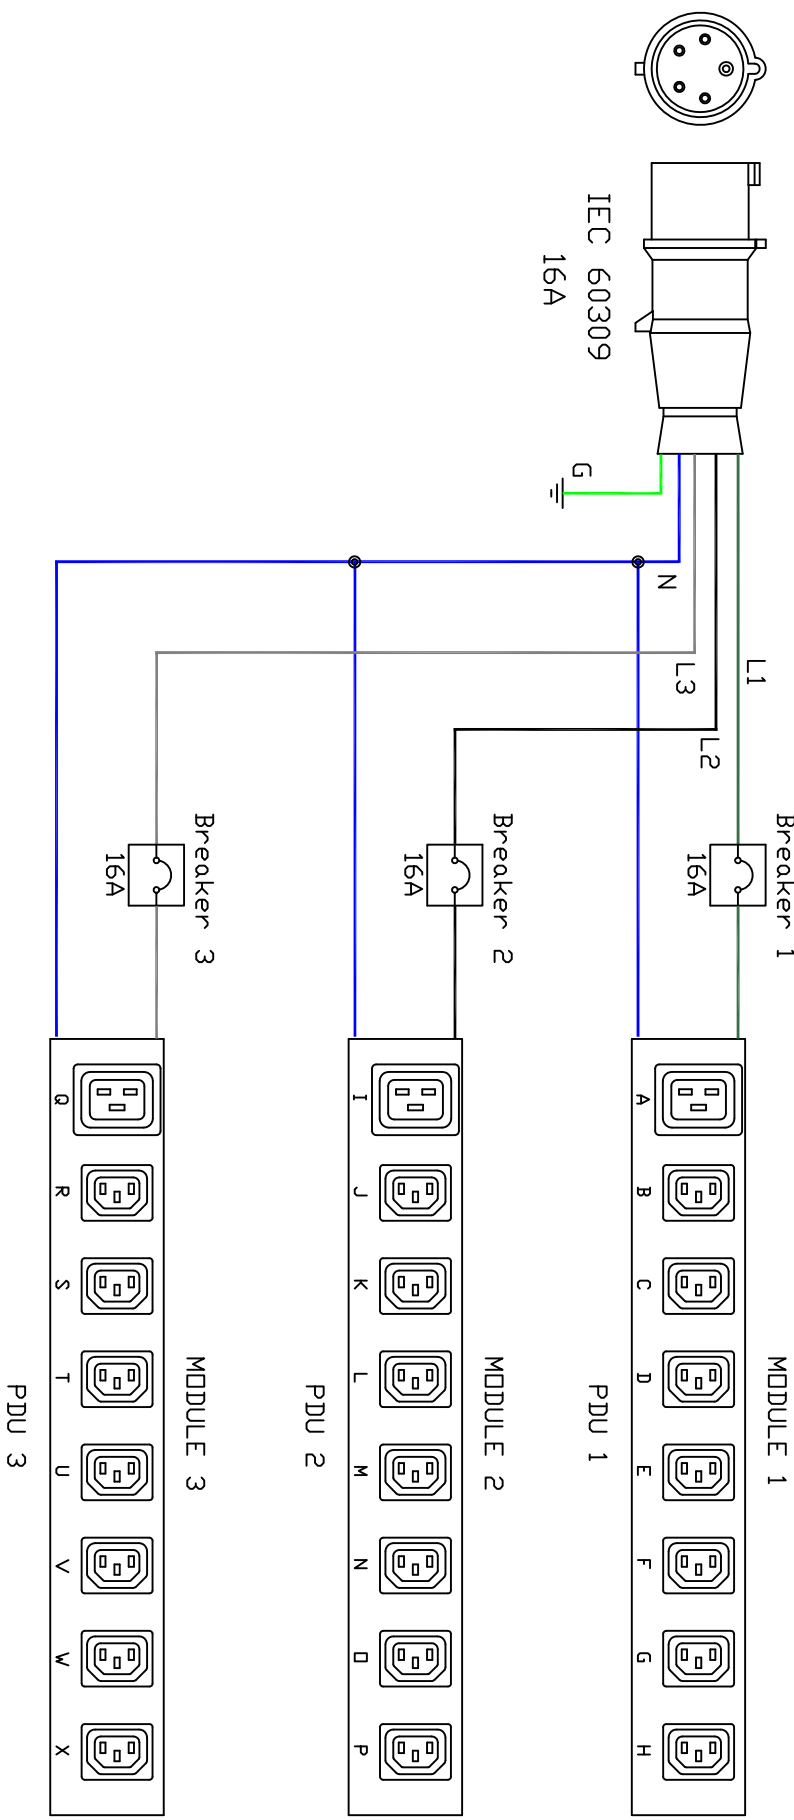 IEC 60309
16A
G
N
L1
L2
L3
Breaker 1
16A
A
B
C
D
E
F
G
H
MODULE 1
PDU 1
Breaker 2
16A
I
J
K
L
M
N
O
P
MODULE 2
PDU 2
Breaker 3
16A
Q
R
S
T
U
V
W
X
MODULE 3
PDU 3